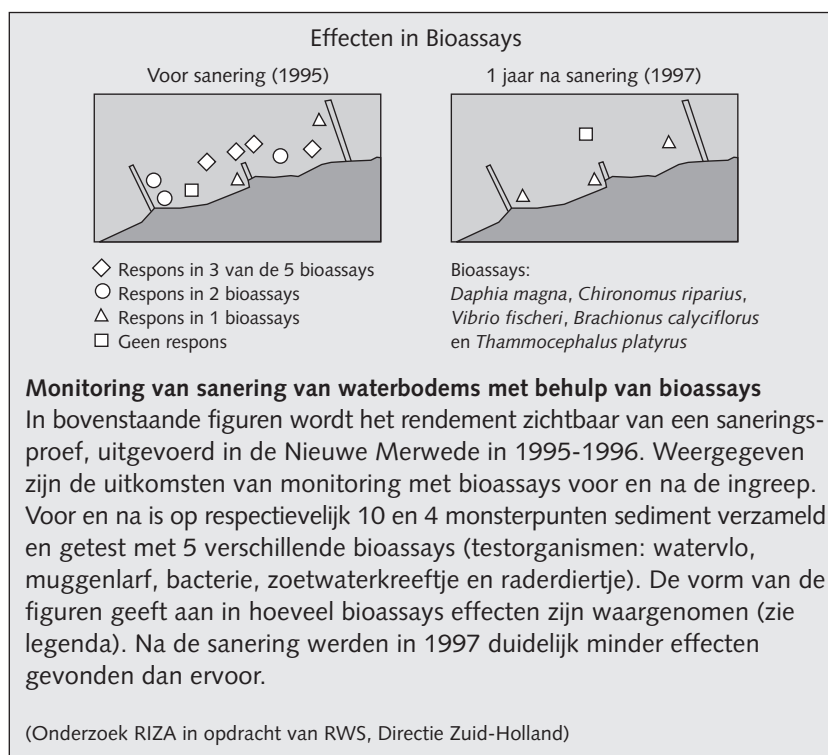 Effecten in Bioassays
Voor sanering (1995)
1 jaar na sanering (1997)
Respons in 3 van de 5 bioassays
Respons in 2 bioassays
Respons in 1 bioassays
Geen respons
Bioassays:
Daphia magna, Chironomus riparius,
Vibrio fischeri, Brachionus calyciflorus
en Thammocephalus platyrus
Monitoring van sanering van waterbodems met behulp van bioassays
In bovenstaande figuren wordt het rendement zichtbaar van een sanerings-
proef, uitgevoerd in de Nieuwe Merwede in 1995-1996. Weergegeven
zijn de uitkomsten van monitoring met bioassays voor en na de ingreep.
Voor en na is op respectievelijk 10 en 4 monsterpunten sediment verzameld
en getest met 5 verschillende bioassays (testorganismen: watervlo,
muggenlarf, bacterie, zoetwaterkreeftje en raderdiertje). De vorm van de
figuren geeft aan in hoeveel bioassays effecten zijn waargenomen (zie
legenda). Na de sanering werden in 1997 duidelijk minder effecten
gevonden dan ervoor.
(Onderzoek RIZA in opdracht van RWS, Directie Zuid-Holland)